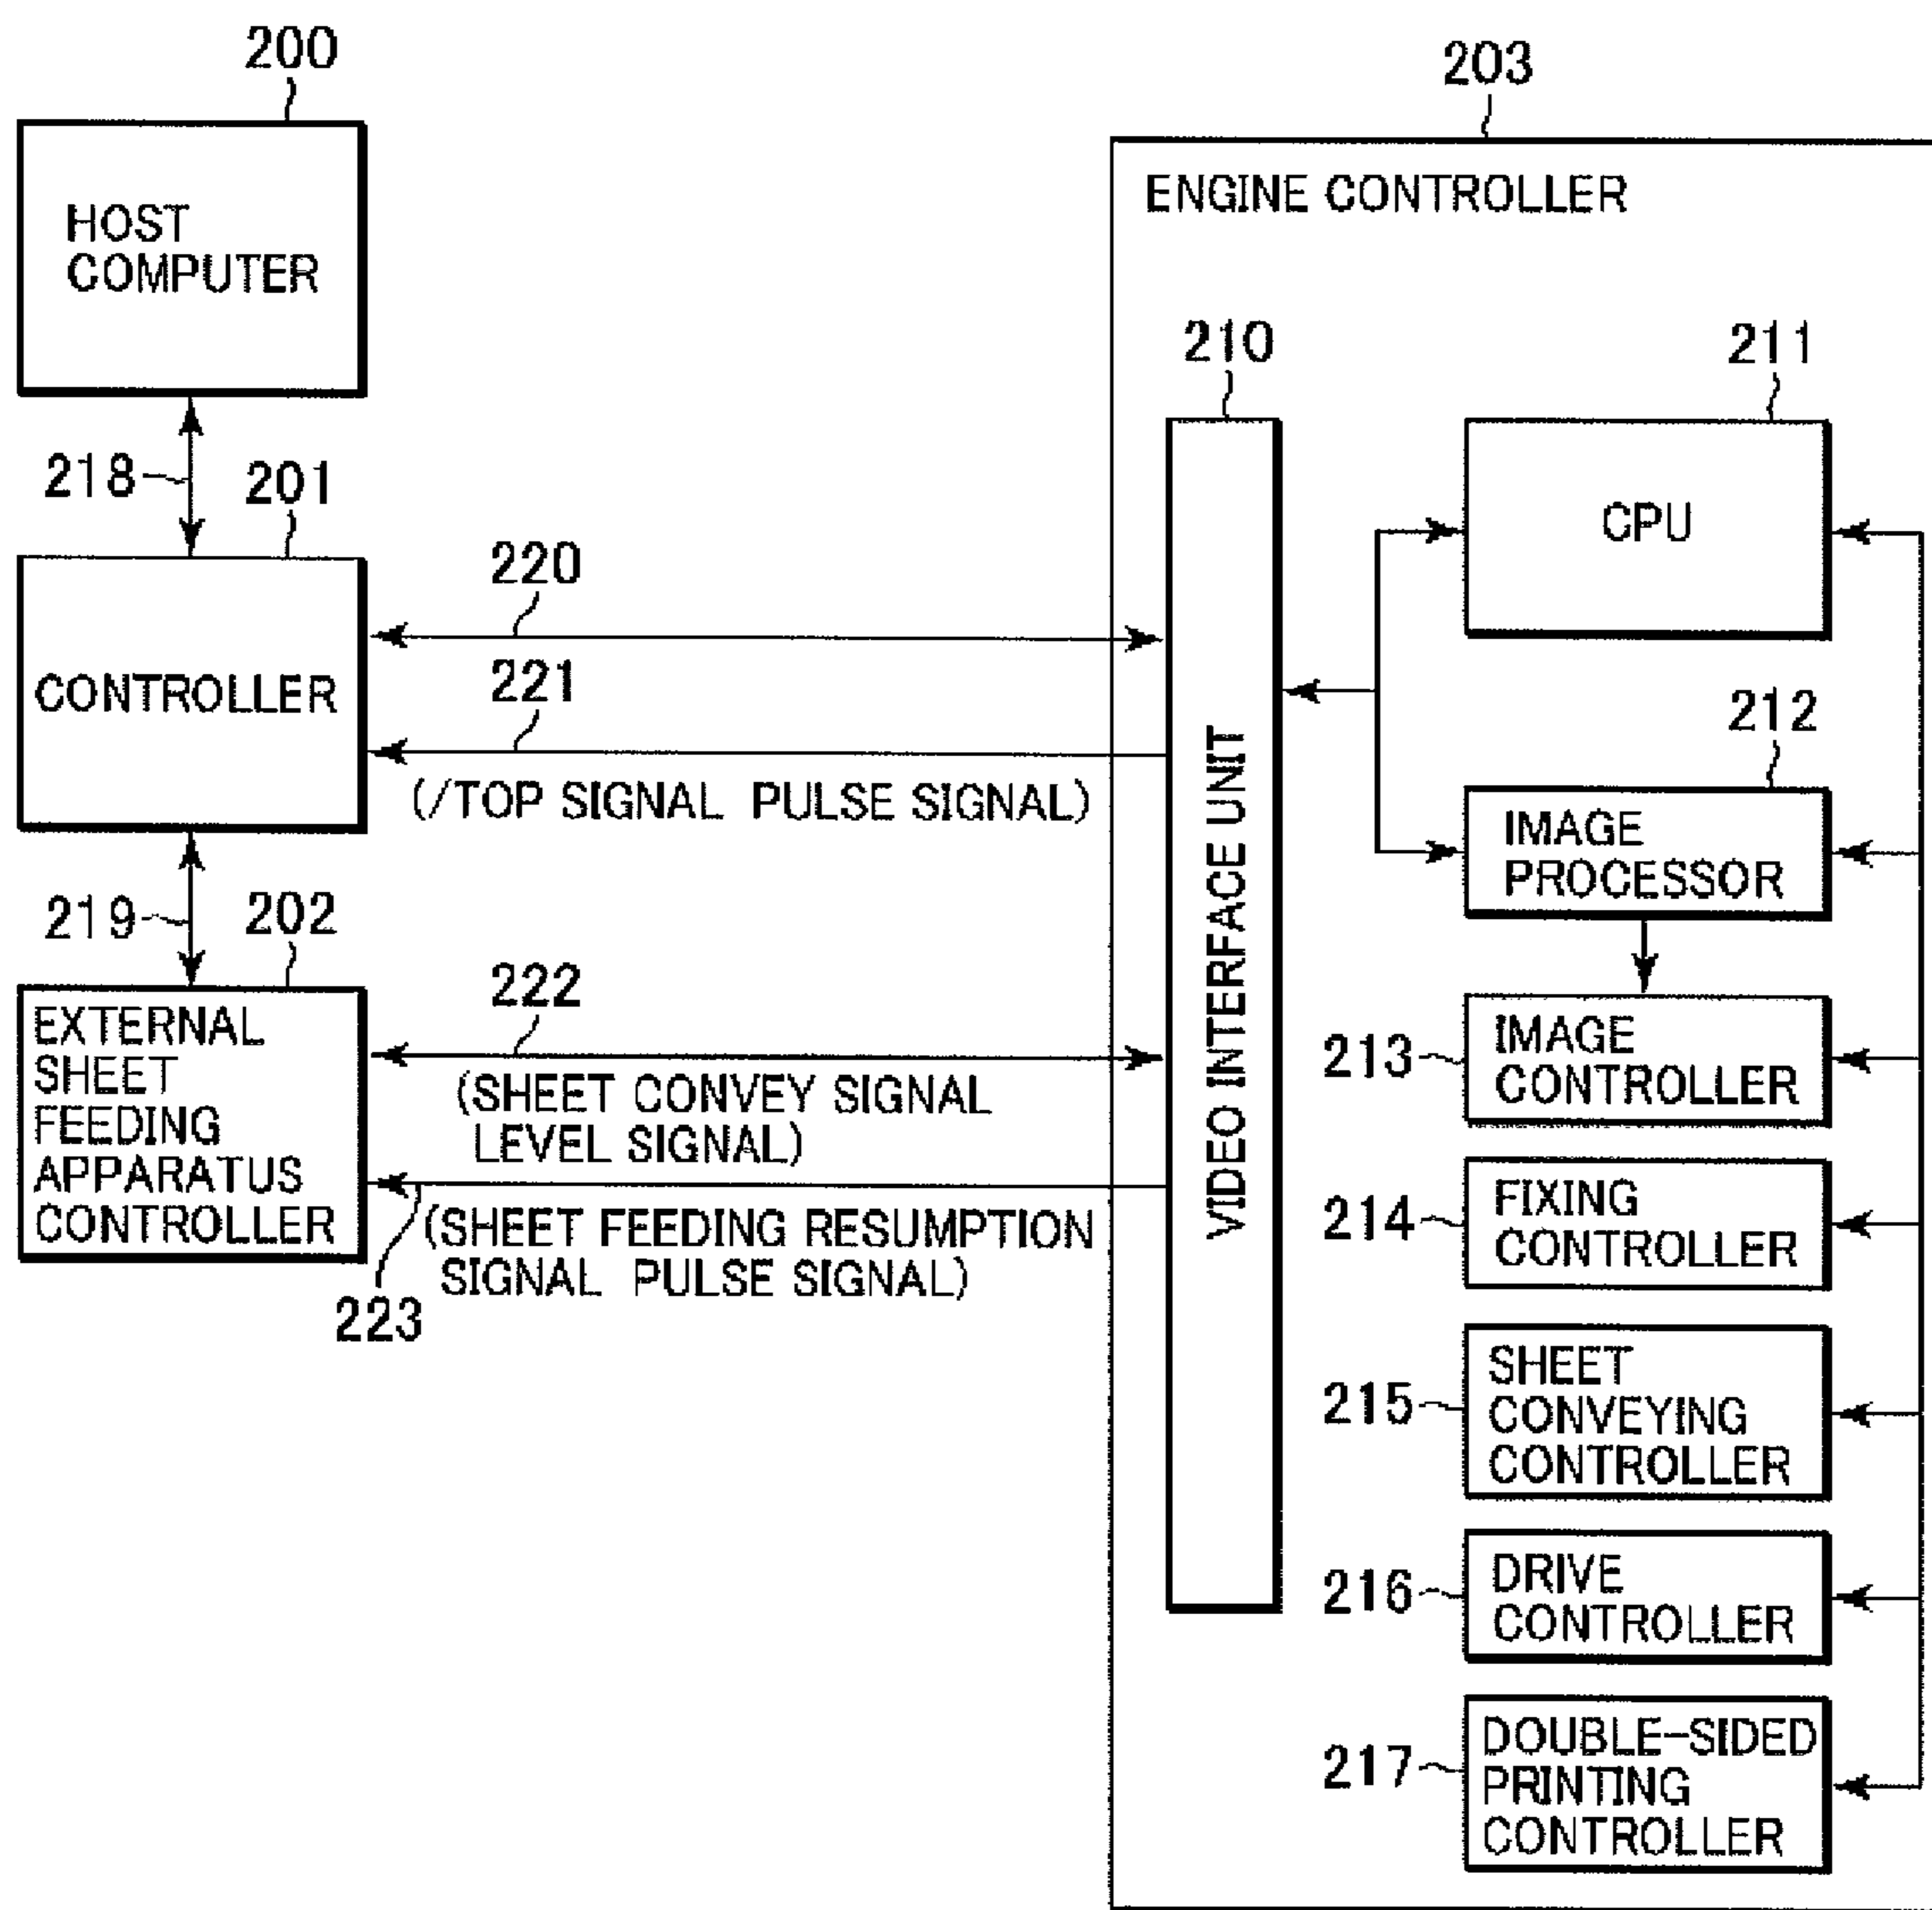 200
HOST
COMPUTER
218
201
CONTROLLER
219
202
EXTERNAL
SHEET
FEEDING
APPARATUS
CONTROLLER
220
221
(/TOP SIGNAL PULSE SIGNAL)
222
(SHEET CONVEY SIGNAL
LEVEL SIGNAL)
(SHEET FEEDING RESUMPTION
SIGNAL PULSE SIGNAL)
223
203
ENGINE CONTROLLER
210
VIDEO INTERFACE UNIT
211
CPU
212
IMAGE
PROCESSOR
213
IMAGE
CONTROLLER
214
FIXING
CONTROLLER
215
SHEET
CONVEYING
CONTROLLER
216
DRIVE
CONTROLLER
217
DOUBLE-SIDED
PRINTING
CONTROLLER